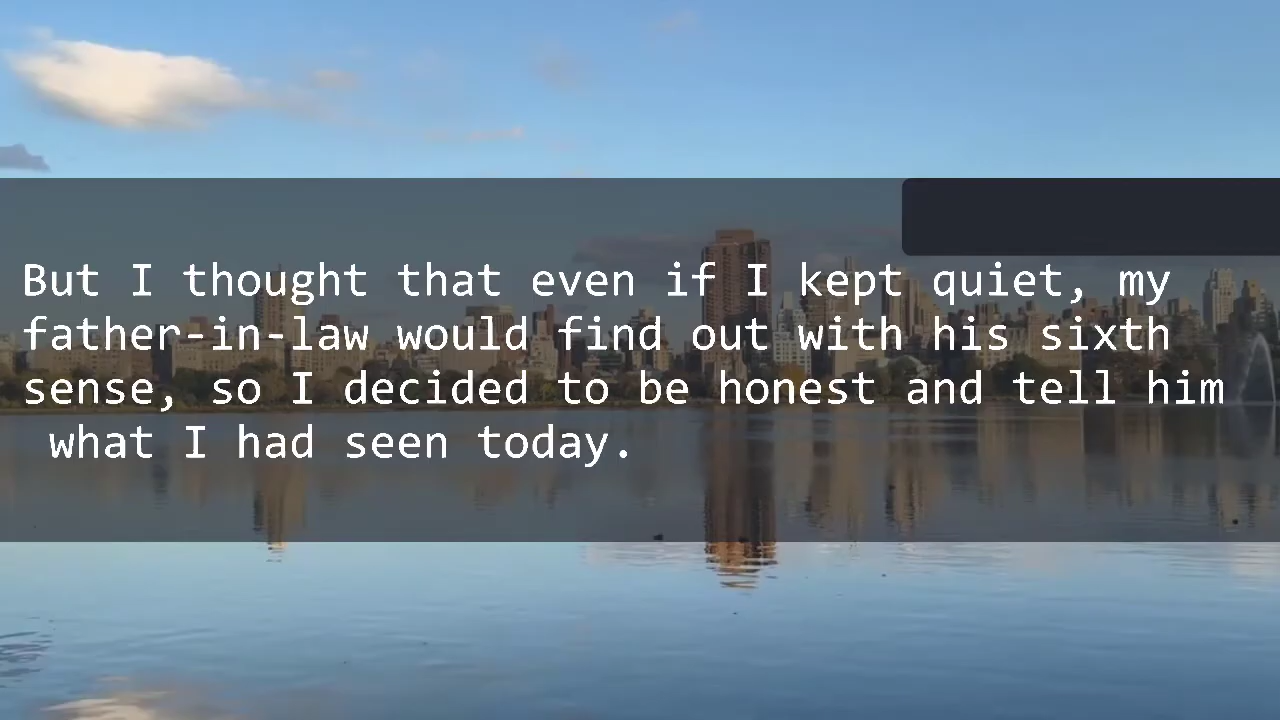 But I thought that even if I kept quiet, my
father-in-law would find out with his sixth
sense, so I decided to be honest and tell him
what I had seen today.